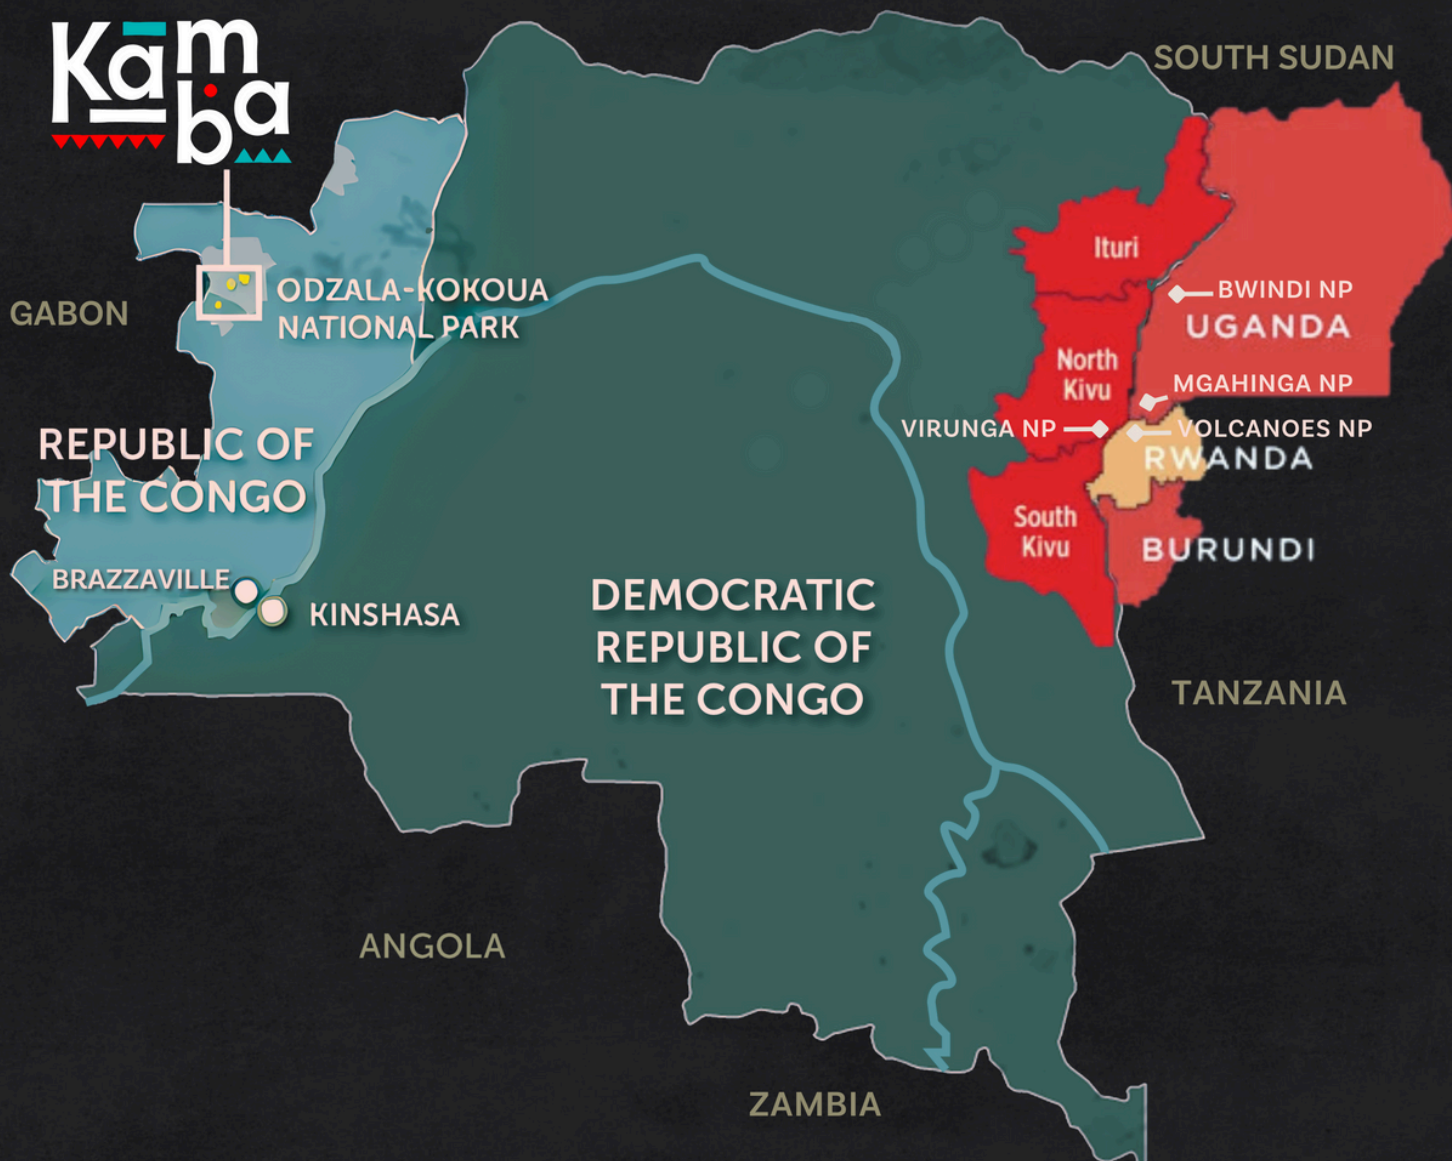 Kamba
SOUTH SUDAN
Ituri
ODZALA-KOKOUA
NATIONAL PARK
GABON
BWINDI NP
UGANDA
North
Kivu
MGAHINGA NP
VIRUNGA NP
VOLCANOES NP
RWANDA
REPUBLIC OF
THE CONGO
South
Kivu
BURUNDI
BRAZZAVILLE
KINSHASA
DEMOCRATIC
REPUBLIC OF
THE CONGO
TANZANIA
ANGOLA
ZAMBIA